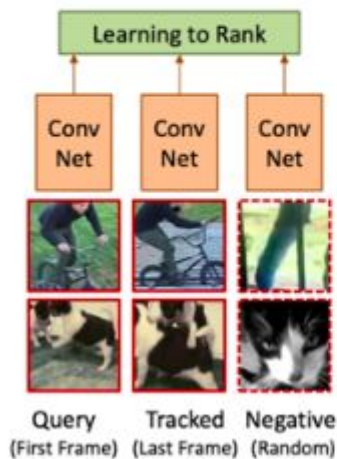 Learning to Rank
Conv Conv Conv
Net Net Net
Query Tracked Negative
(First Frame) (Last Frame) (Random)